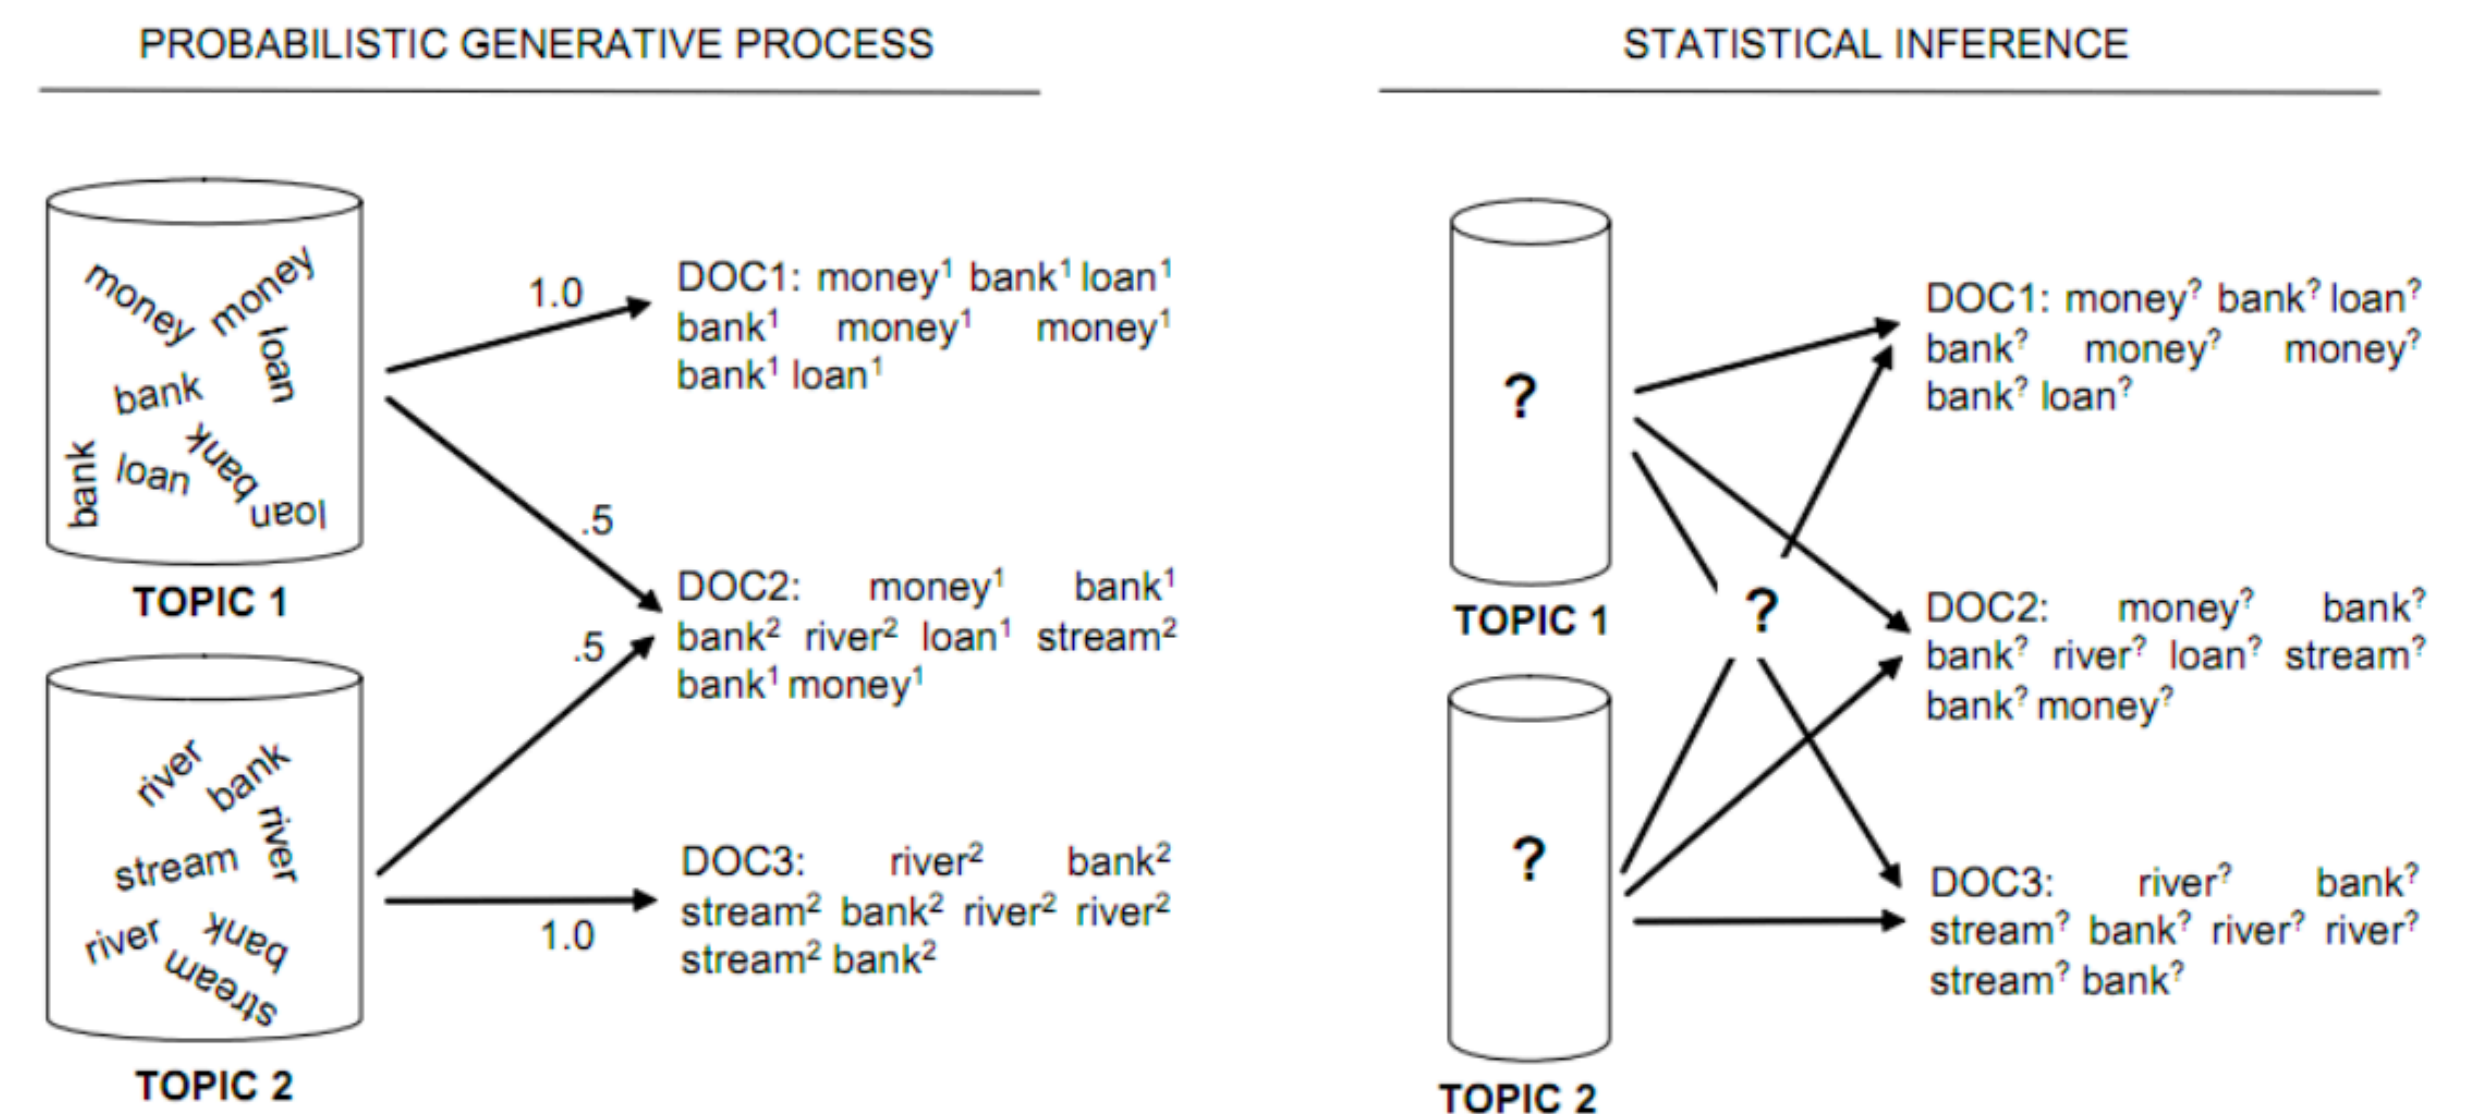 PROBABILISTIC GENERATIVE PROCESS
money
money
loan
bank
bank
loan
bank
loan
TOPIC 1
river
bank
river
stream
river
bank
stream
TOPIC 2
1.0
.5
.5
1.0
DOC1: money¹ bank¹ loan¹
bank¹ money¹ money¹
bank¹ loan¹
DOC2: money¹ bank¹
bank² river² loan¹ stream²
bank¹ money¹
DOC3: river² bank²
stream² bank² river² river²
stream² bank²
STATISTICAL INFERENCE
?
TOPIC 1
?
TOPIC 2
?
DOC1: money? bank? loan?
bank? money? money?
bank? loan?
DOC2: money? bank?
bank? river? loan? stream?
bank? money?
DOC3: river? bank?
stream? bank? river? river?
stream? bank?